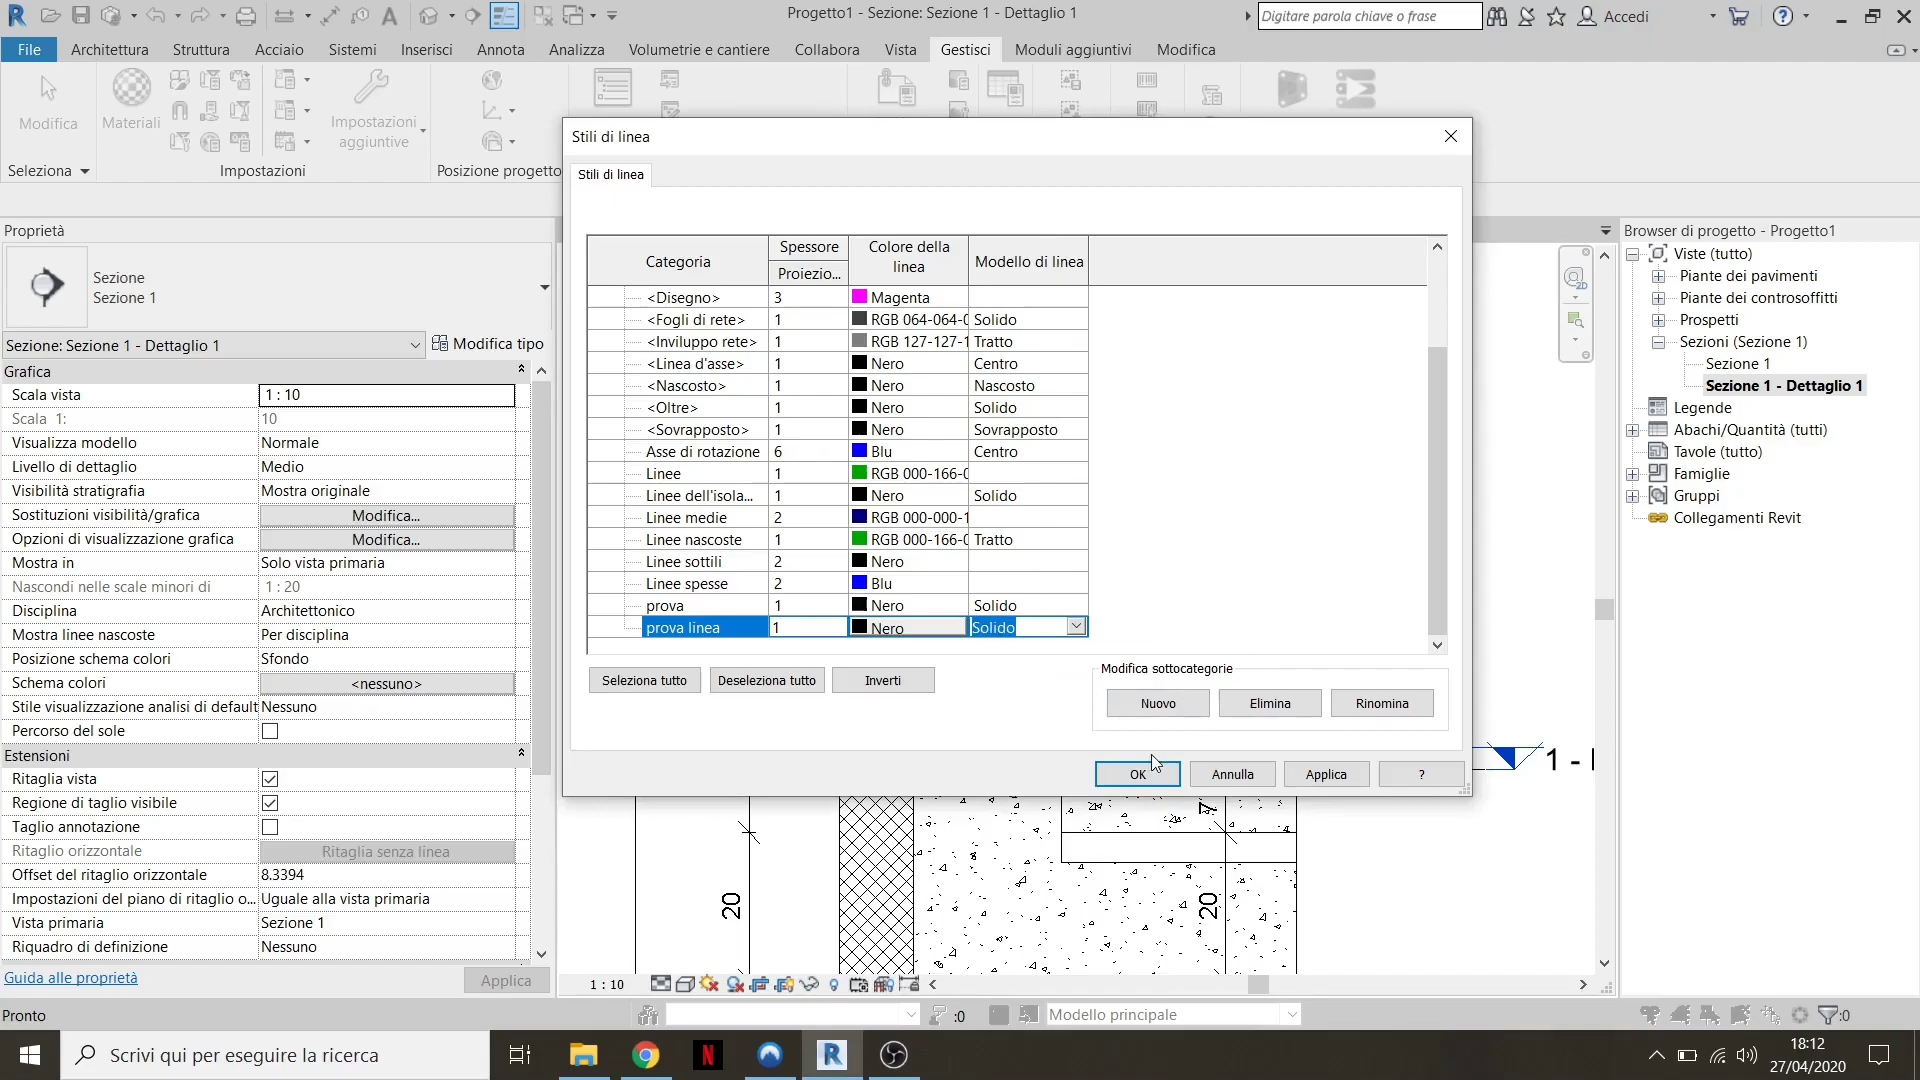 Progetto1 - Sezione: Sezione 1 - Dettaglio 1
Digitare parola chiave o frase
Accedi
File Architettura Struttura Acciaio Sistemi Inserisci Annota Analizza Volumetrie e cantiere Collabora Vista Gestisci Moduli aggiuntivi Modifica
Modifica
Materiali
Impostazioni
aggiuntive
Seleziona
Impostazioni
Posizione progetto
Proprietà
Sezione
Sezione 1
Sezione: Sezione 1 - Dettaglio 1
Modifica tipo
Grafica
Scala vista 1 : 10
Scala 1: 10
Visualizza modello Normale
Livello di dettaglio Medio
Visibilità stratigrafia Mostra originale
Sostituzioni visibilità/grafica Modifica...
Opzioni di visualizzazione grafica Modifica...
Mostra in Solo vista primaria
Nascondi nelle scale minori di 1 : 20
Disciplina Architettonico
Mostra linee nascoste Per disciplina
Posizione schema colori Sfondo
Schema colori <nessuno>
Stile visualizzazione analisi di default Nessuno
Percorso del sole
Estensioni
Ritaglia vista
Regione di taglio visibile
Taglio annotazione
Ritaglio orizzontale Ritaglia senza linea
Offset del ritaglio orizzontale 8.3394
Impostazioni del piano di ritaglio o... Uguale alla vista primaria
Vista primaria Sezione 1
Riquadro di definizione Nessuno
Guida alle proprietà
Applica
Stili di linea
Stili di linea
Categoria
Spessore
Proiezio...
Colore della
linea
Modello di linea
<Disegno> 3 Magenta
<Fogli di rete> 1 RGB 064-064-0 Solido
<Inviluppo rete> 1 RGB 127-127-1 Tratto
<Linea d'asse> 1 Nero Centro
<Nascosto> 1 Nero Nascosto
<Oltre> 1 Nero Solido
<Sovrapposto> 1 Nero Sovrapposto
Asse di rotazione 6 Blu Centro
Linee 1 RGB 000-166-0
Linee dell'isola... 1 Nero Solido
Linee medie 2 RGB 000-000-1
Linee nascoste 1 RGB 000-166-0 Tratto
Linee sottili 2 Nero
Linee spesse 2 Blu
prova 1 Nero Solido
prova linea 1 Nero Solido
Seleziona tutto
Deseleziona tutto
Inverti
Modifica sottocategorie
Nuovo
Elimina
Rinomina
OK
Annulla
Applica
?
1 -
7
20
20
1 : 10
Browser di progetto - Progetto1
Viste (tutto)
Piante dei pavimenti
Piante dei controsoffitti
Prospetti
Sezioni (Sezione 1)
Sezione 1
Sezione 1 - Dettaglio 1
Legende
Abachi/Quantità (tutti)
Tavole (tutto)
Famiglie
Gruppi
Collegamenti Revit
2D
Pronto
:0
Modello principale
:0
Scrivi qui per eseguire la ricerca
18:12
27/04/2020